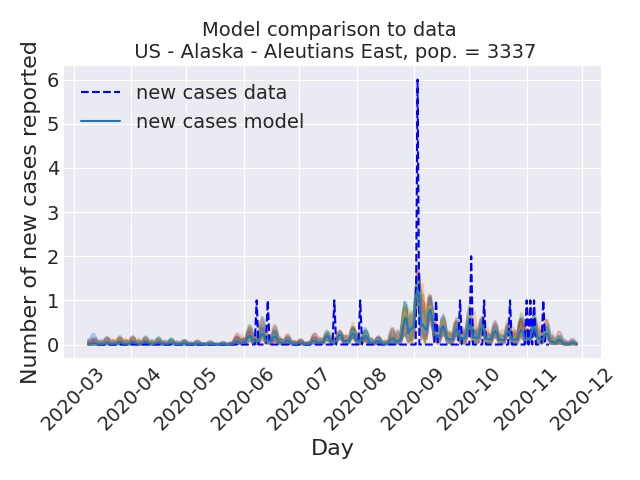 Model comparison to data
US - Alaska - Aleutians East, pop. = 3337
Number of new cases reported
6
5
4
3
2
1
0
new cases data
new cases model
2020-03
2020-04
2020-05
2020-06
2020-07
2020-08
2020-09
2020-10
2020-11
2020-12
Day